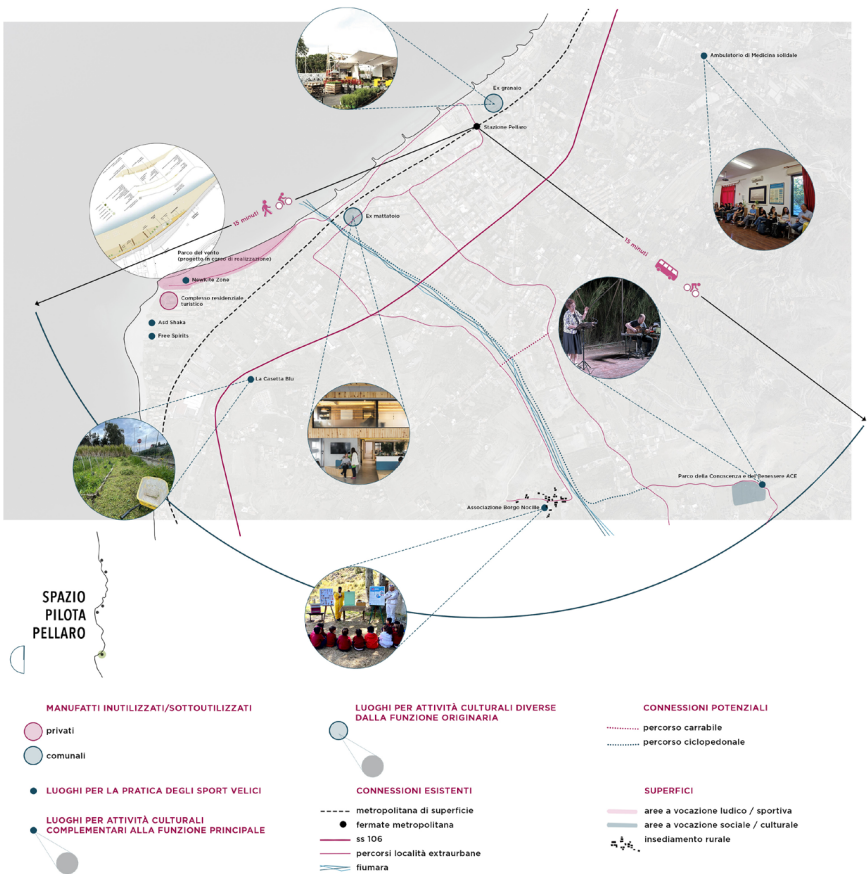 Ambulatorio di Medicina solidale
Ex granaio
Stazione Pellaro
15 minuti
Ex mattatoio
15 minuti
Parco del vento
(progetto in corso di realizzazione)
NewKite Zone
Complesso residenziale
turistico
Asd Shaka
Free Spirits
La Casetta Blu
Parco della Conoscenza e del Benessere ACE
Associazione Borgo Nocille
SPAZIO
PILOTA
PELLARO
MANUFATTI INUTILIZZATI/SOTTOUTILIZZATI
privati
comunali
LUOGHI PER LA PRATICA DEGLI SPORT VELICI
LUOGHI PER ATTIVITÀ CULTURALI
COMPLEMENTARI ALLA FUNZIONE PRINCIPALE
LUOGHI PER ATTIVITÀ CULTURALI DIVERSE
DALLA FUNZIONE ORIGINARIA
CONNESSIONI ESISTENTI
metropolitana di superficie
fermate metropolitana
ss 106
percorsi località extraurbane
fiumara
CONNESSIONI POTENZIALI
percorso carrabile
percorso ciclopedonale
SUPERFICI
aree a vocazione ludico / sportiva
aree a vocazione sociale / culturale
insediamento rurale